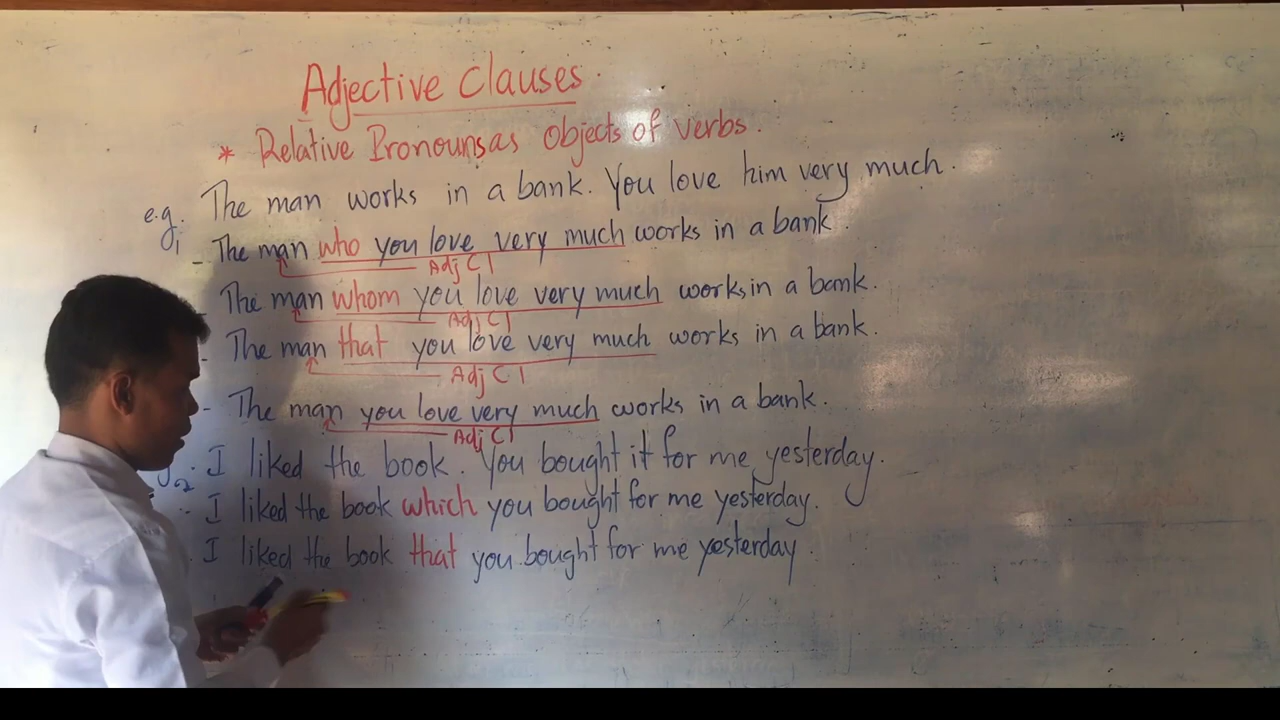 Adjective Clauses.
* Relative Pronouns as Objects of verbs.
e.g. 1 The man works in a bank. You love him very much.
- The man who you love very much works in a bank.
Adj Cl
- The man whom you love very much works in a bank.
Adj Cl
- The man that you love very much works in a bank.
Adj Cl
- The man you love very much works in a bank.
Adj Cl
2 . I liked the book. You bought it for me yesterday.
- I liked the book which you bought for me yesterday.
. I liked the book that you bought for me yesterday.